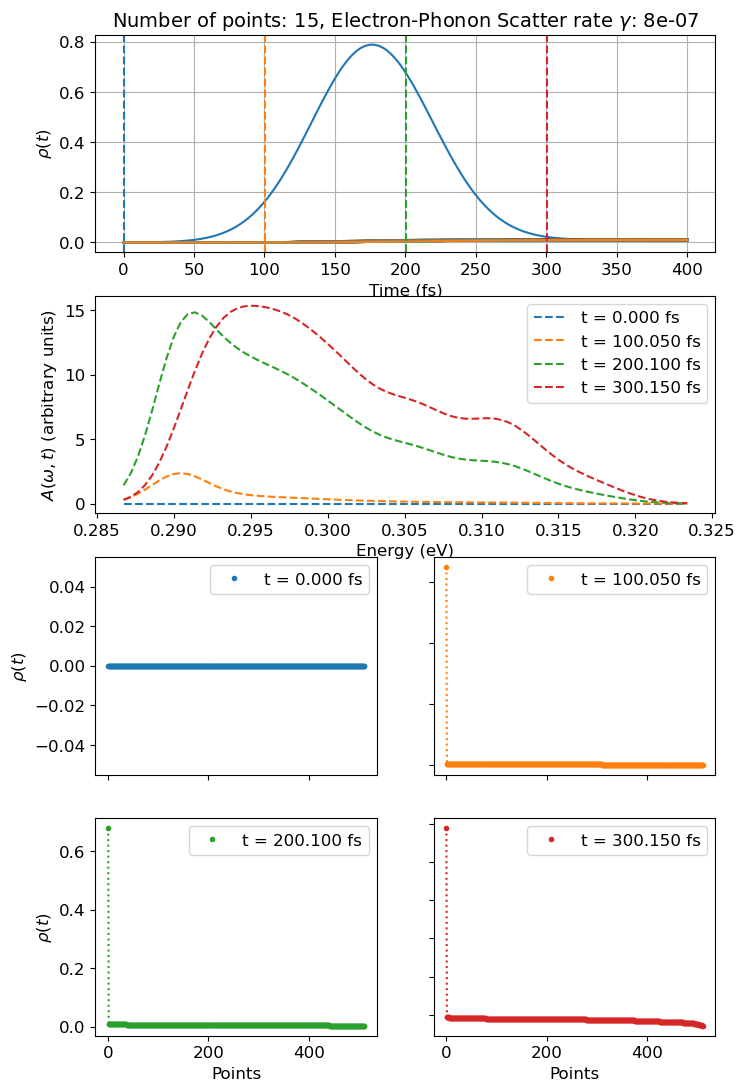 Number of points: 15, Electron-Phonon Scatter rate γ: 8e-07
0.8
0.6
0.4
0.2
0.0
ρ(t)
0 50 100 150 200 250 300 350 400
Time (fs)
15
10
5
0
A(ω, t) (arbitrary units)
t = 0.000 fs
t = 100.050 fs
t = 200.100 fs
t = 300.150 fs
0.285 0.290 0.295 0.300 0.305 0.310 0.315 0.320 0.325
Energy (eV)
0.04
0.02
0.00
−0.02
−0.04
ρ(t)
t = 0.000 fs
t = 100.050 fs
0.6
0.4
0.2
0.0
ρ(t)
t = 200.100 fs
0 200 400
Points
t = 300.150 fs
0 200 400
Points